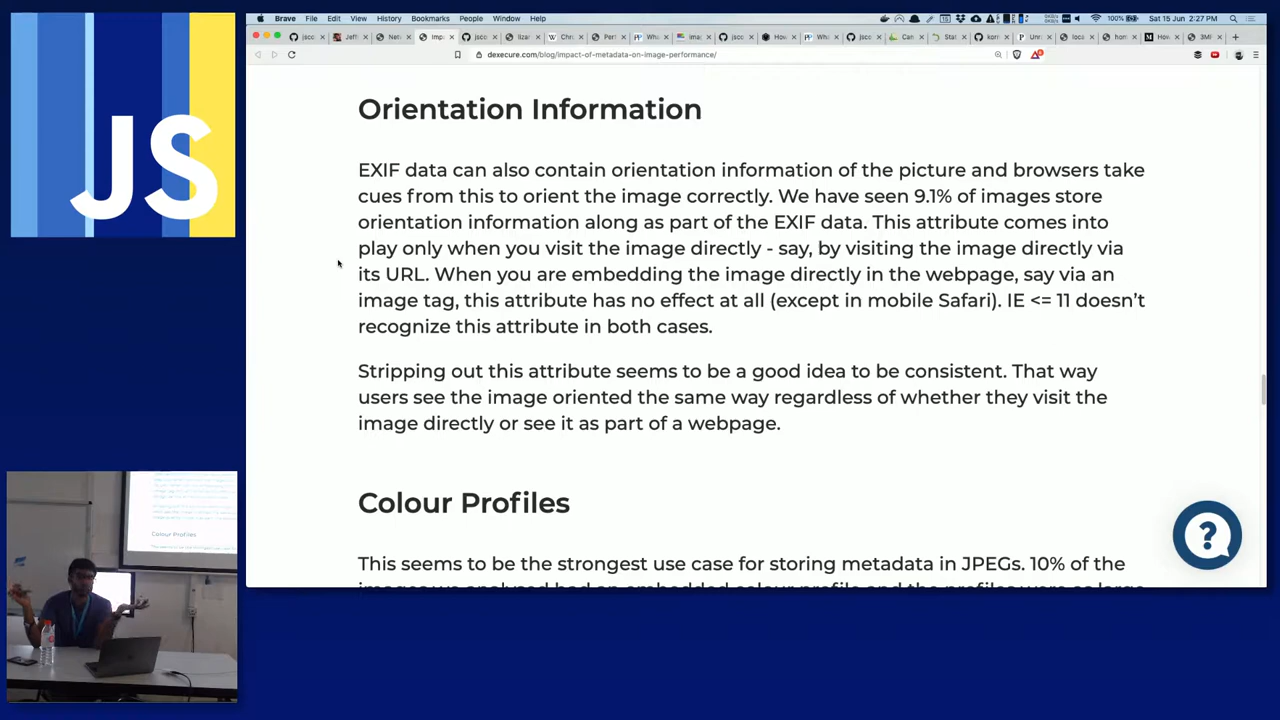 JS
Brave File Edit View History Bookmarks People Window Help
100% Sat 15 Jun 2:27 PM
dexecure.com/blog/impact-of-metadata-on-image-performance/
Orientation Information
EXIF data can also contain orientation information of the picture and browsers take
cues from this to orient the image correctly. We have seen 9.1% of images store
orientation information along as part of the EXIF data. This attribute comes into
play only when you visit the image directly - say, by visiting the image directly via
its URL. When you are embedding the image directly in the webpage, say via an
image tag, this attribute has no effect at all (except in mobile Safari). IE <= 11 doesn’t
recognize this attribute in both cases.
Stripping out this attribute seems to be a good idea to be consistent. That way
users see the image oriented the same way regardless of whether they visit the
image directly or see it as part of a webpage.
Colour Profiles
This seems to be the strongest use case for storing metadata in JPEGs. 10% of the
?
Colour Profiles